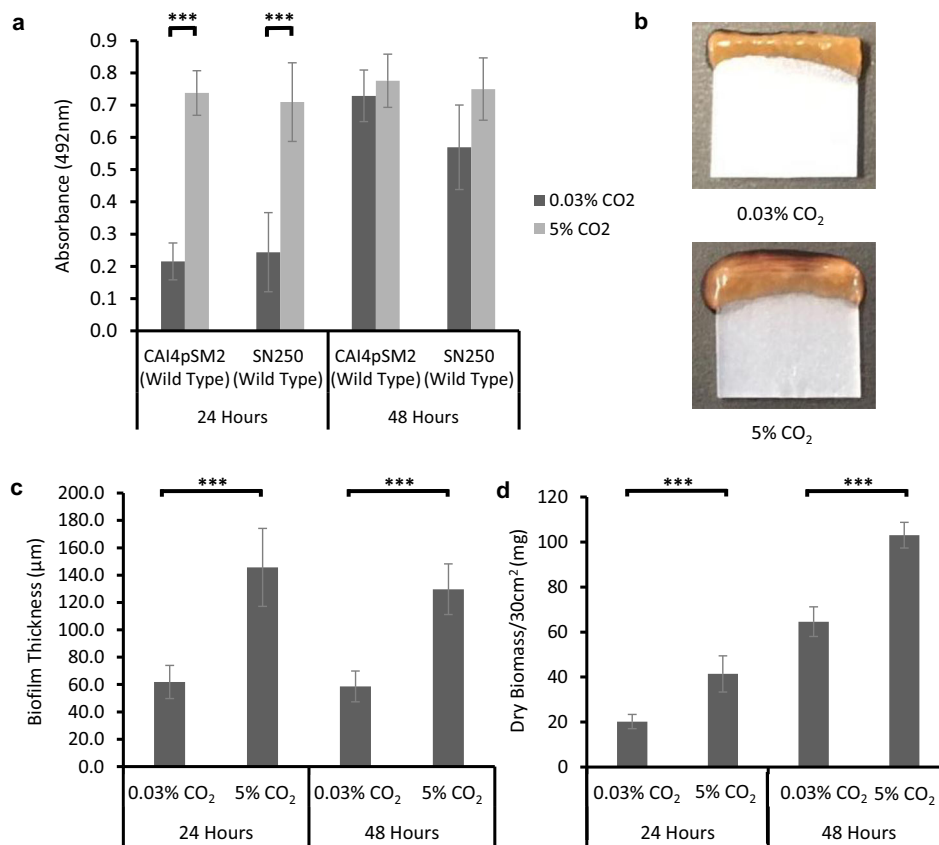 a
*** ***
0.9
0.8
0.7
0.6
0.5
0.4
0.3
0.2
0.1
0.0
Absorbance (492nm)
CAI4pSM2 SN250 CAI4pSM2 SN250
(Wild Type) (Wild Type) (Wild Type) (Wild Type)
24 Hours 48 Hours
0.03% CO2
5% CO2
b
0.03% CO₂
5% CO₂
c
*** ***
200.0
180.0
160.0
140.0
120.0
100.0
80.0
60.0
40.0
20.0
0.0
Biofilm Thickness (µm)
0.03% CO₂ 5% CO₂ 0.03% CO₂ 5% CO₂
24 Hours 48 Hours
d
*** ***
120
100
80
60
40
20
0
Dry Biomass/30cm² (mg)
0.03% CO₂ 5% CO₂ 0.03% CO₂ 5% CO₂
24 Hours 48 Hours